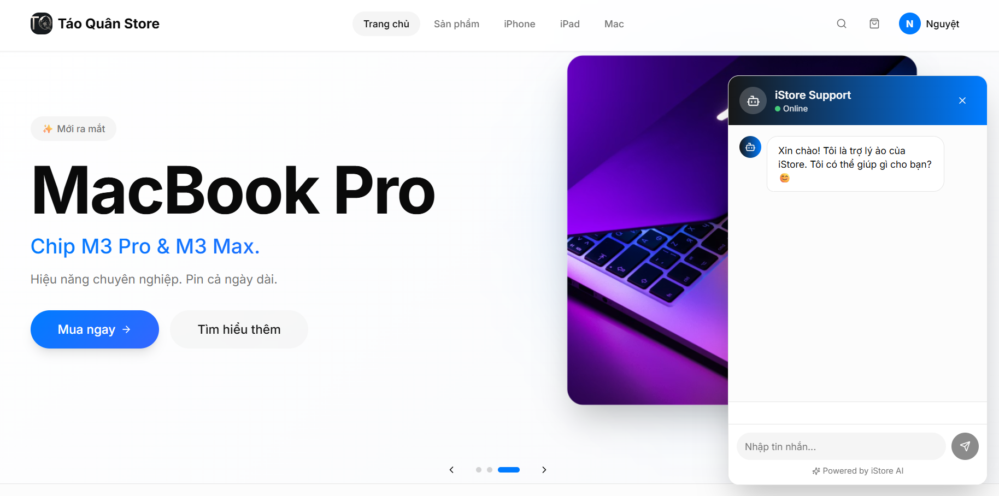 TQ Táo Quân Store
Trang chủ
Sản phẩm
iPhone
iPad
Mac
N Nguyệt
✨ Mới ra mắt
MacBook Pro
Chip M3 Pro & M3 Max.
Hiệu năng chuyên nghiệp. Pin cả ngày dài.
Mua ngay →
Tìm hiểu thêm
iStore Support
Online
Xin chào! Tôi là trợ lý ảo của
iStore. Tôi có thể giúp gì cho bạn?
😊
Nhập tin nhắn...
Powered by iStore AI